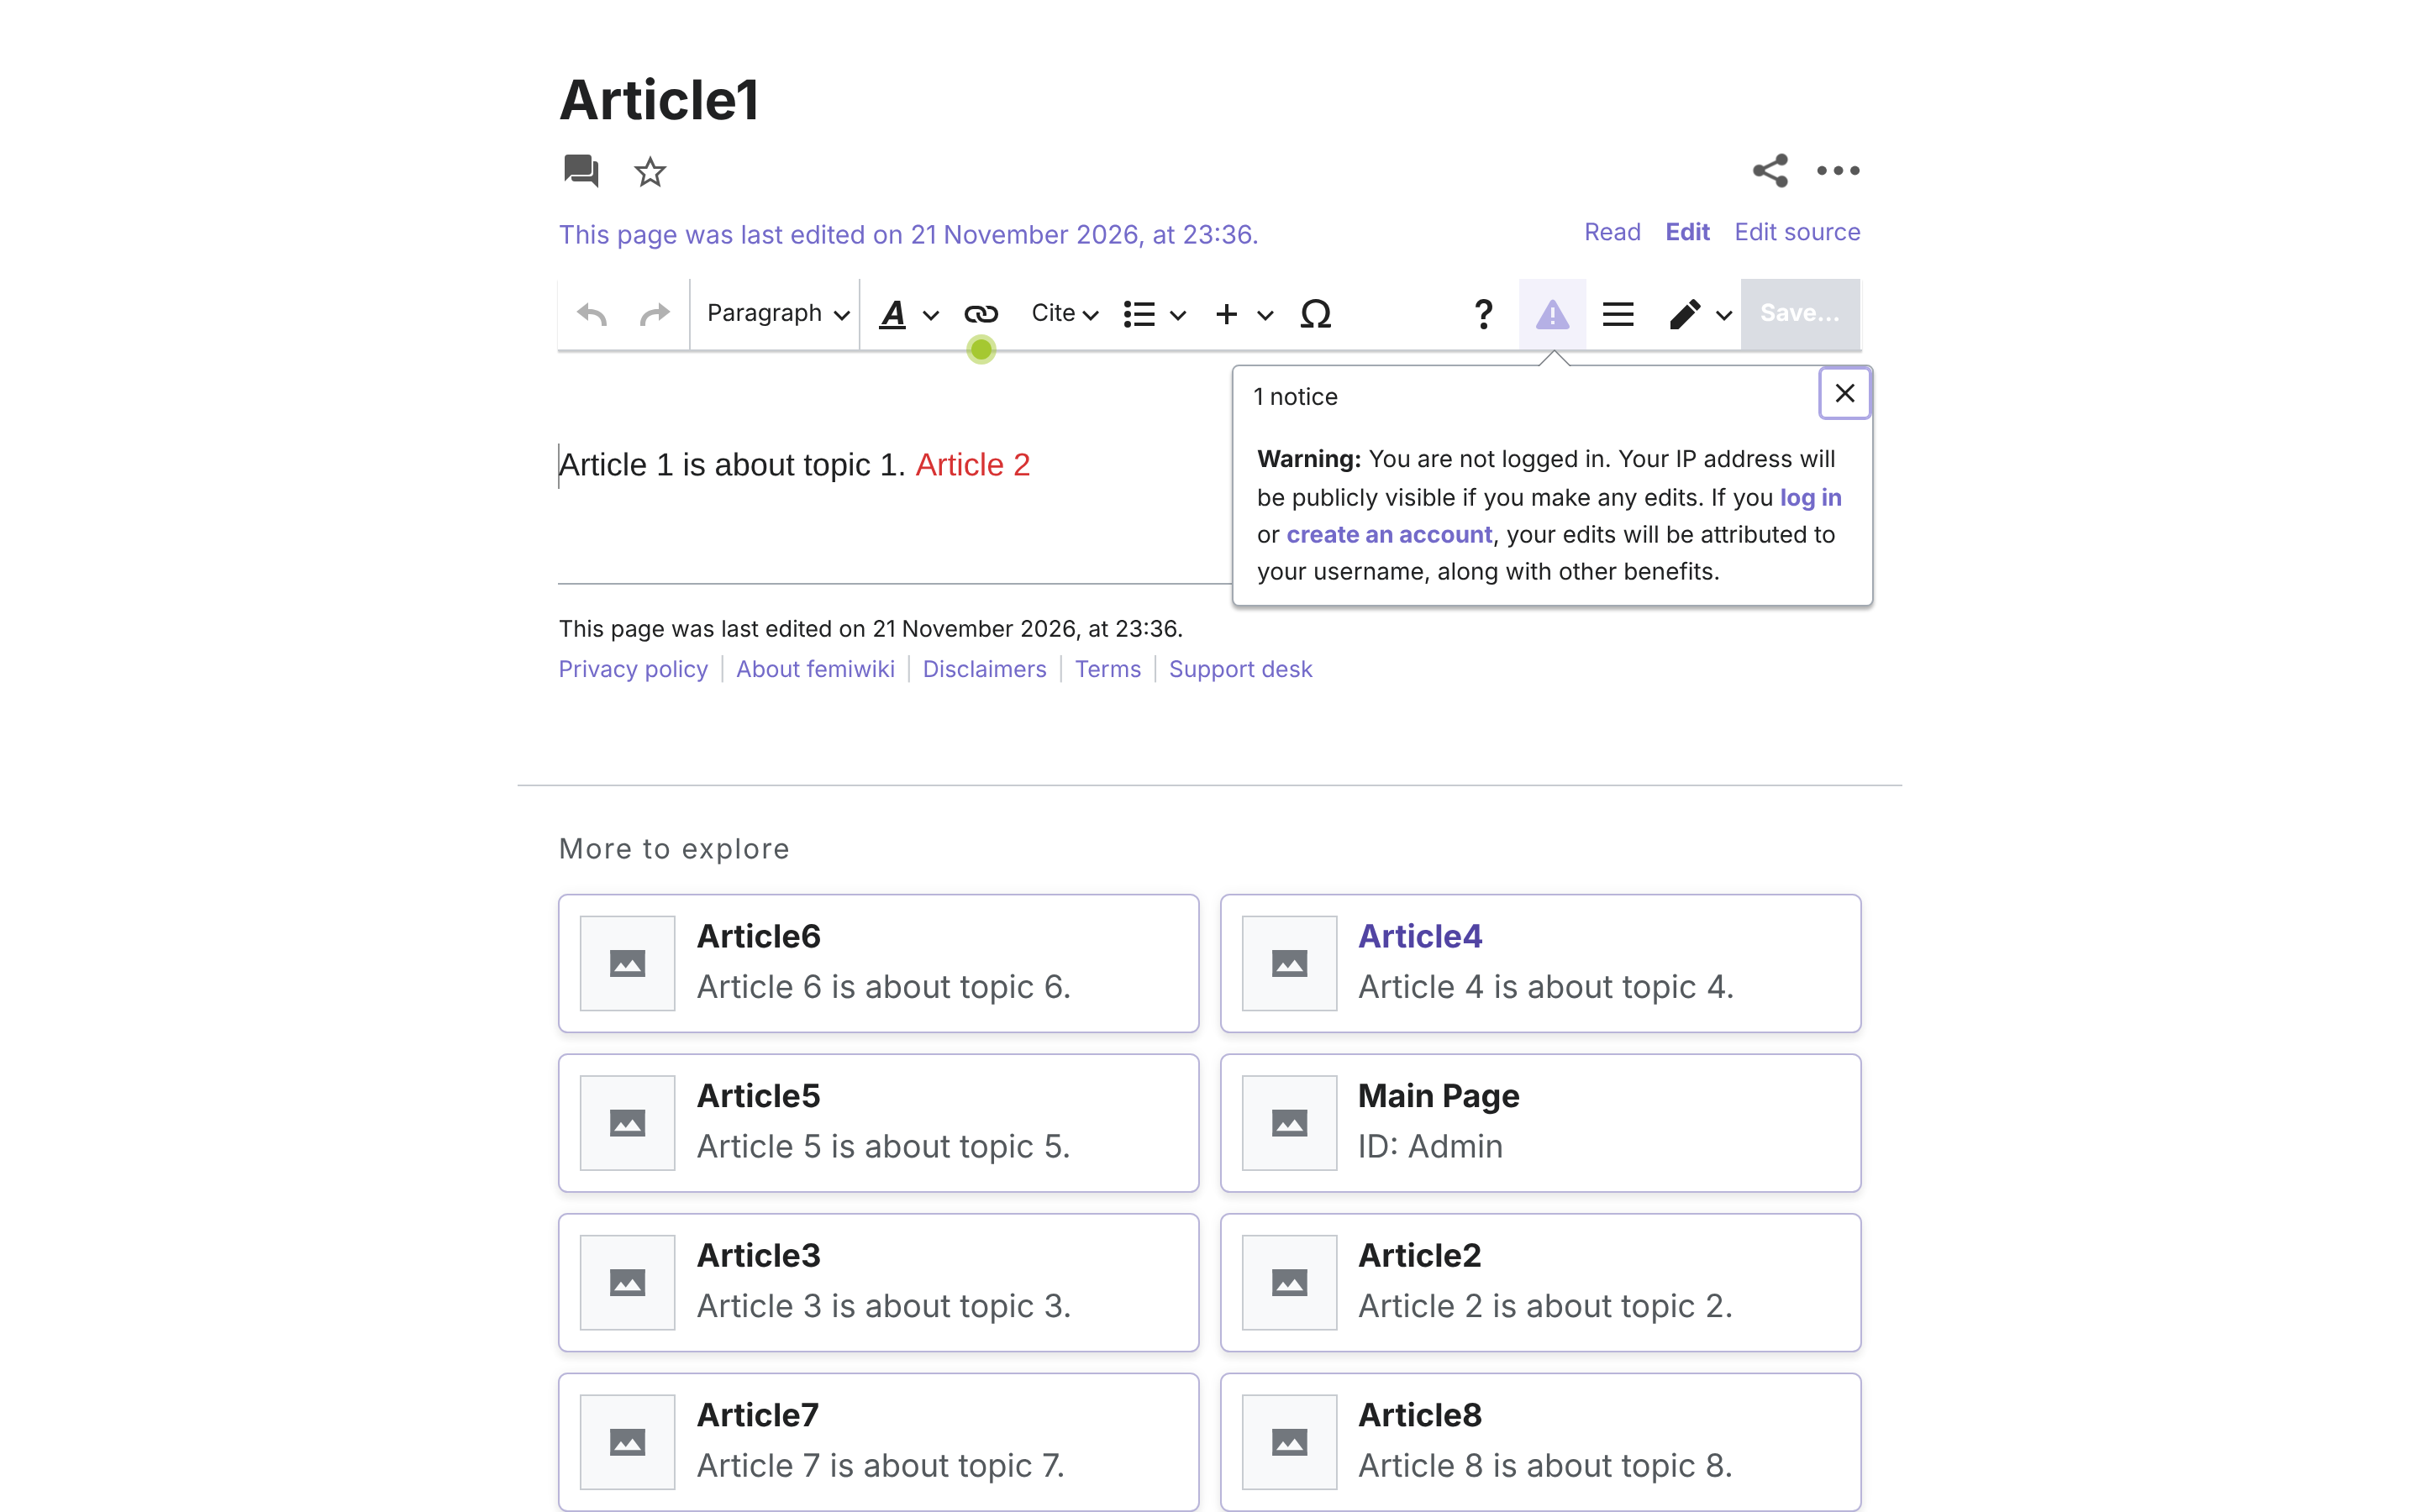 Article1
This page was last edited on 21 November 2026, at 23:36.
Read Edit Edit source
Paragraph A Cite Ω ? Save...
1 notice
Warning: You are not logged in. Your IP address will
be publicly visible if you make any edits. If you log in
or create an account, your edits will be attributed to
your username, along with other benefits.
Article 1 is about topic 1. Article 2
This page was last edited on 21 November 2026, at 23:36.
Privacy policy About femiwiki Disclaimers Terms Support desk
More to explore
Article6
Article 6 is about topic 6.
Article4
Article 4 is about topic 4.
Article5
Article 5 is about topic 5.
Main Page
ID: Admin
Article3
Article 3 is about topic 3.
Article2
Article 2 is about topic 2.
Article7
Article 7 is about topic 7.
Article8
Article 8 is about topic 8.